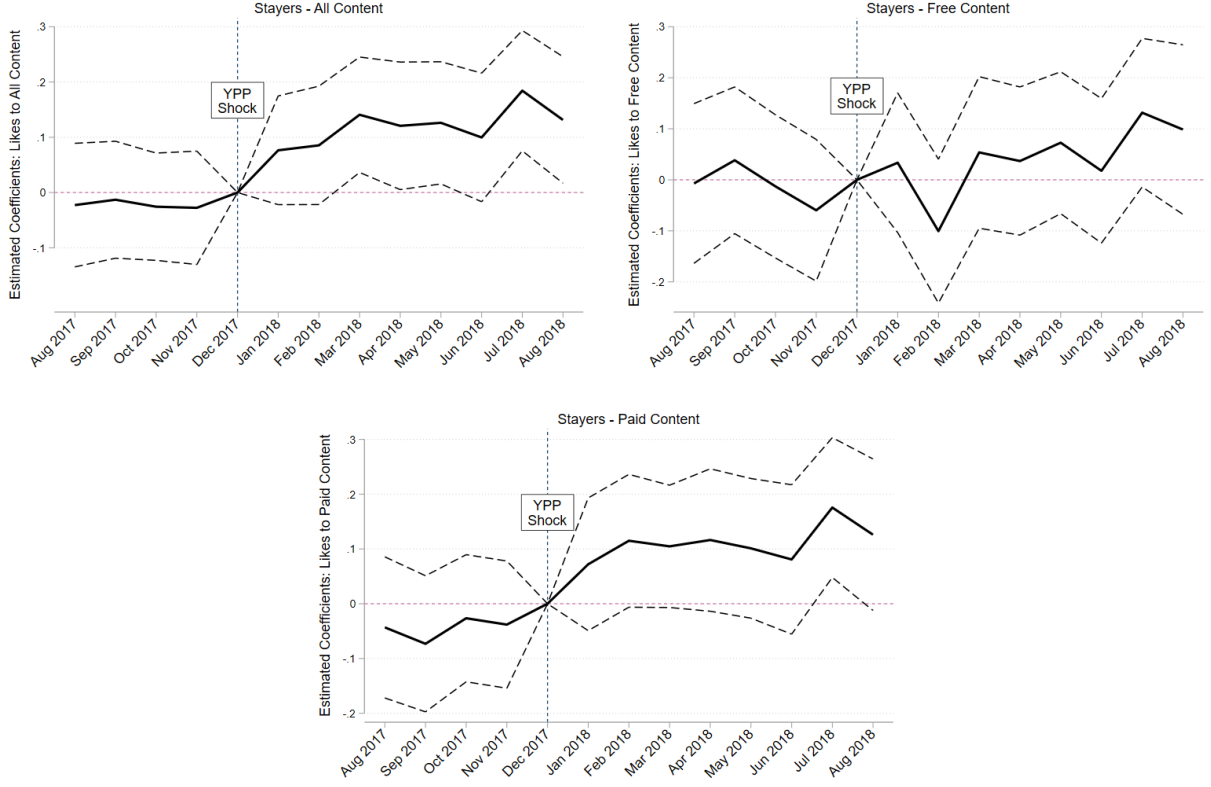 Stayers - All Content
Estimated Coefficients: Likes to All Content
.3
.2
.1
0
-.1
YPP
Shock
Aug 2017
Sep 2017
Oct 2017
Nov 2017
Dec 2017
Jan 2018
Feb 2018
Mar 2018
Apr 2018
May 2018
Jun 2018
Jul 2018
Aug 2018
Stayers - Free Content
Estimated Coefficients: Likes to Free Content
.3
.2
.1
0
-.1
-.2
YPP
Shock
Aug 2017
Sep 2017
Oct 2017
Nov 2017
Dec 2017
Jan 2018
Feb 2018
Mar 2018
Apr 2018
May 2018
Jun 2018
Jul 2018
Aug 2018
Stayers - Paid Content
Estimated Coefficients: Likes to Paid Content
.3
.2
.1
0
-.1
-.2
YPP
Shock
Aug 2017
Sep 2017
Oct 2017
Nov 2017
Dec 2017
Jan 2018
Feb 2018
Mar 2018
Apr 2018
May 2018
Jun 2018
Jul 2018
Aug 2018